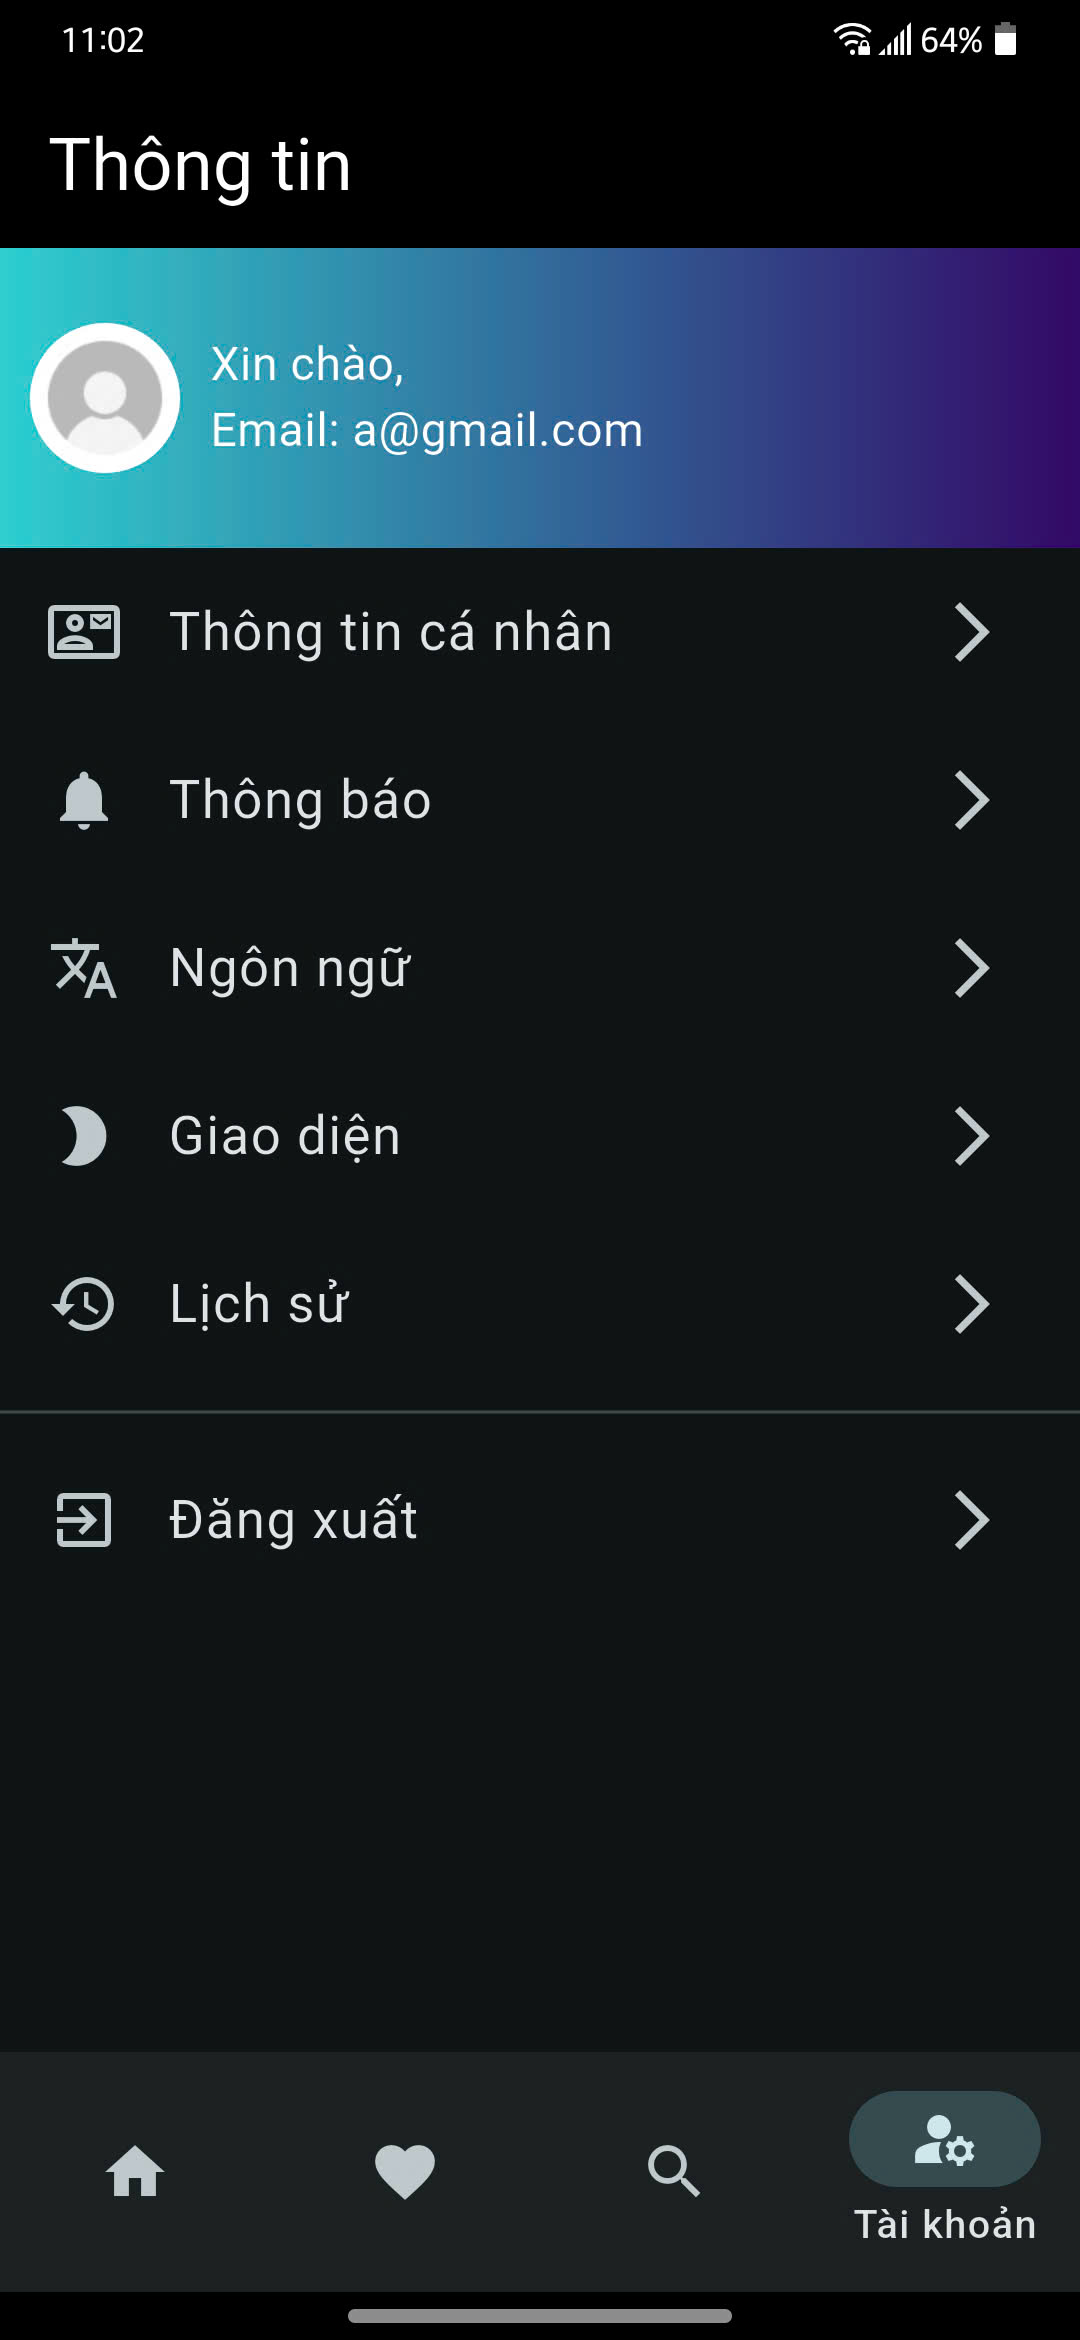 11:02 64%
Thông tin
Xin chào,
Email: a@gmail.com
Thông tin cá nhân
Thông báo
Ngôn ngữ
Giao diện
Lịch sử
Đăng xuất
Tài khoản